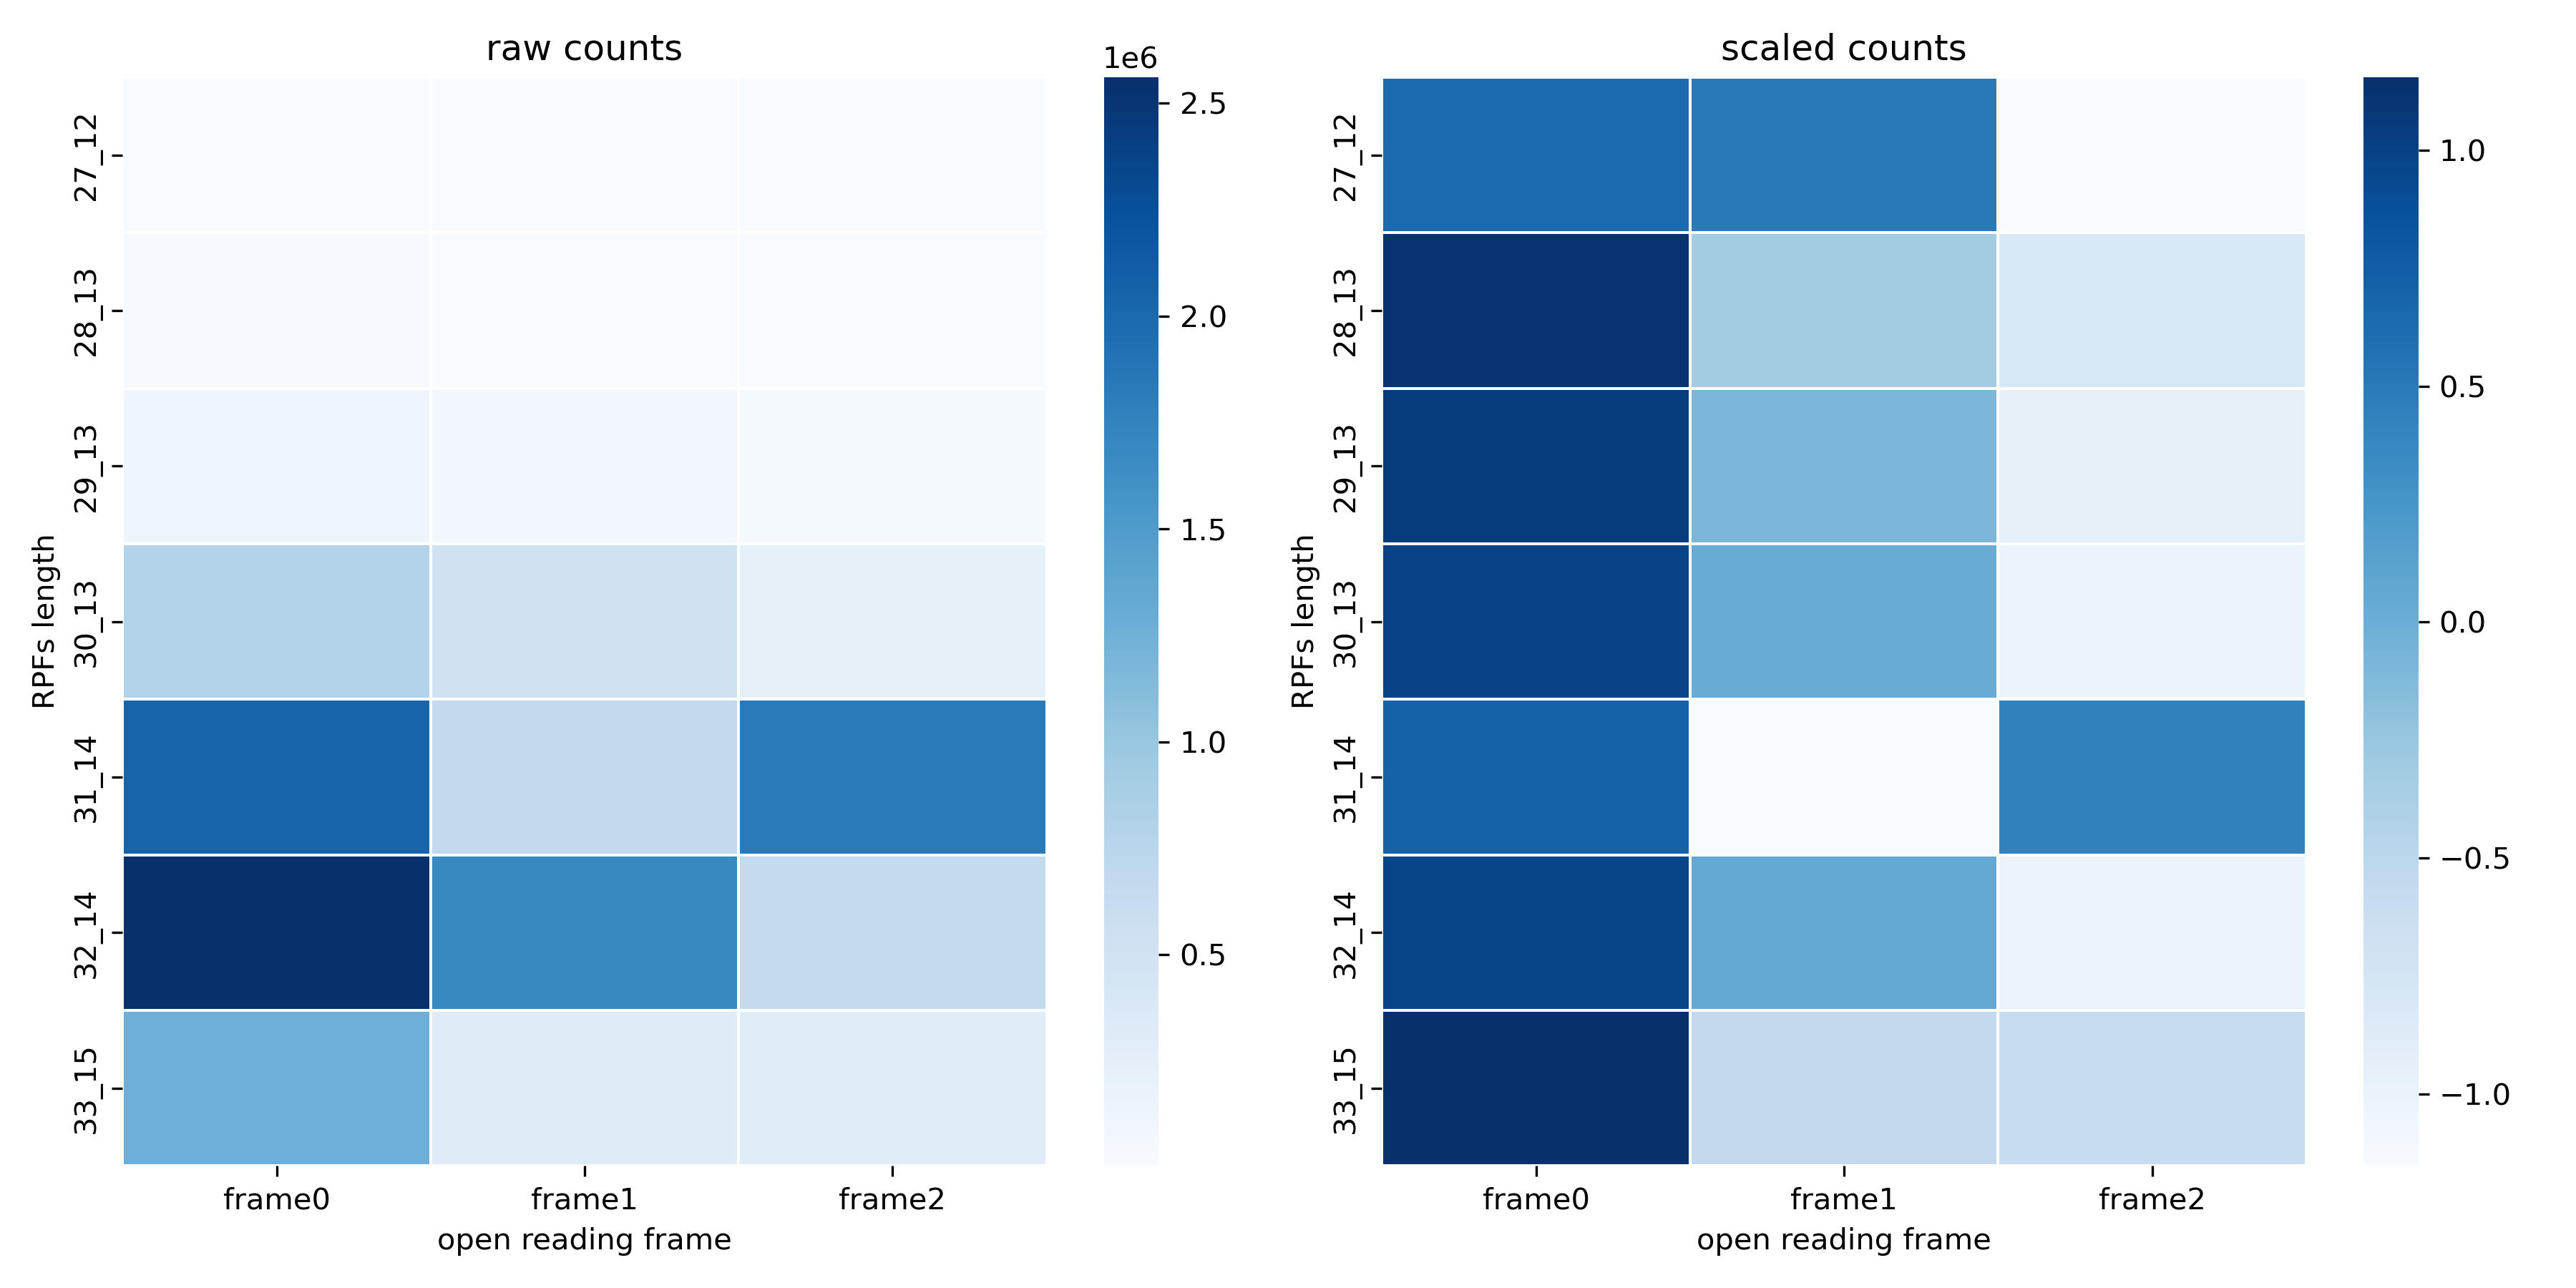 raw counts
1e6
RPFs length
27_12
28_13
29_13
30_13
31_14
32_14
33_15
frame0 frame1 frame2
open reading frame
2.5
2.0
1.5
1.0
0.5
scaled counts
RPFs length
27_12
28_13
29_13
30_13
31_14
32_14
33_15
frame0 frame1 frame2
open reading frame
1.0
0.5
0.0
−0.5
−1.0